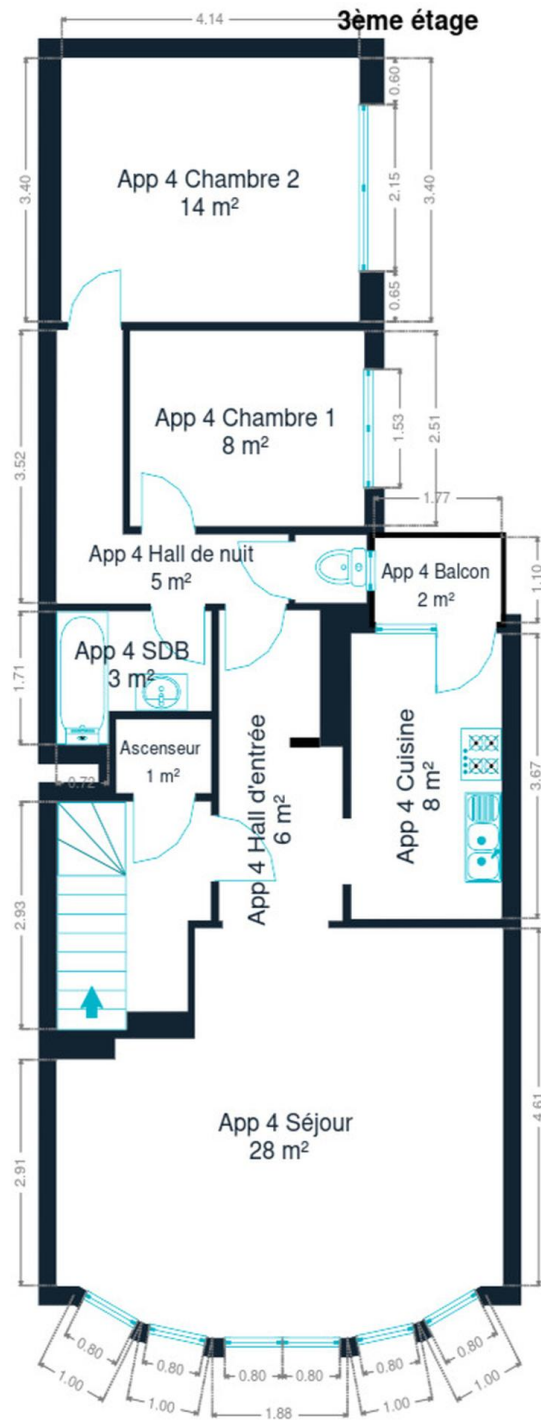 3ème étage
4.14
0.60
3.40
2.15
3.40
App 4 Chambre 2
14 m²
0.65
App 4 Chambre 1
8 m²
1.53
2.51
3.52
1.77
App 4 Hall de nuit
5 m²
App 4 Balcon
2 m²
1.10
1.71
App 4 SDB
3 m²
Ascenseur
1 m²
0.72
App 4 Hall d'entrée
6 m²
App 4 Cuisine
8 m²
3.67
2.93
App 4 Séjour
28 m²
4.61
2.91
0.80
0.80
0.80
0.80
0.80
0.80
1.00
1.00
1.88
1.00
1.00